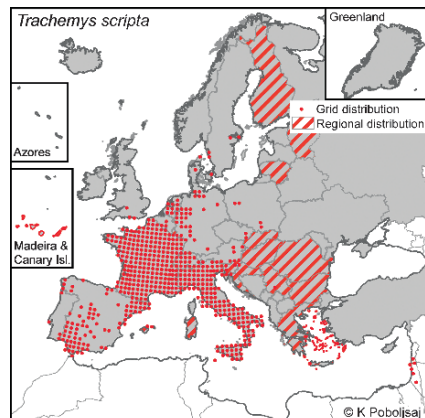 Trachemys scripta
Greenland
Grid distribution
Regional distribution
Azores
Madeira &
Canary Isl.
© K Poboljsaj